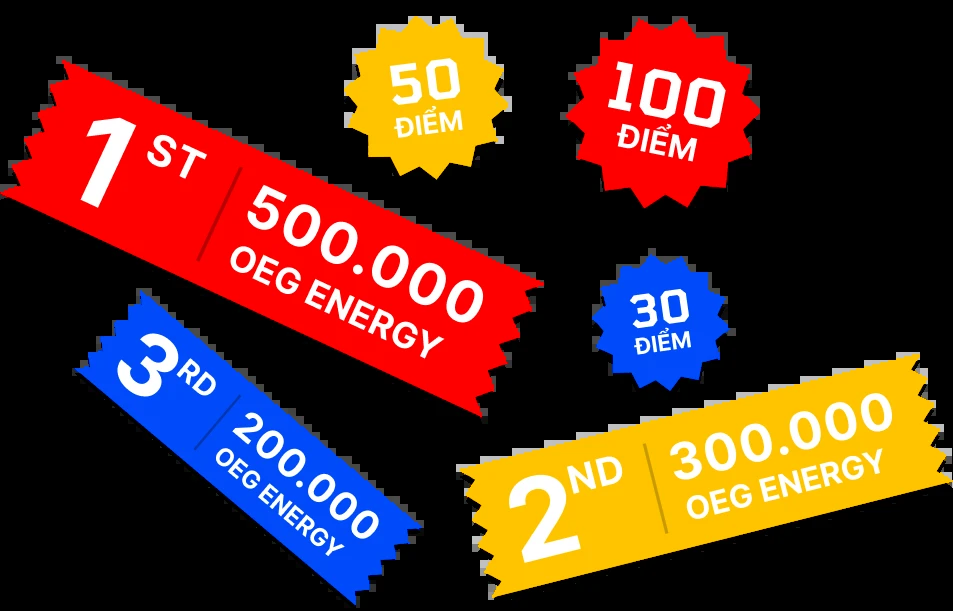 50
ĐIỂM
100
ĐIỂM
1ST
500.000
OEG ENERGY
30
ĐIỂM
3RD
200.000
OEG ENERGY
2ND
300.000
OEG ENERGY